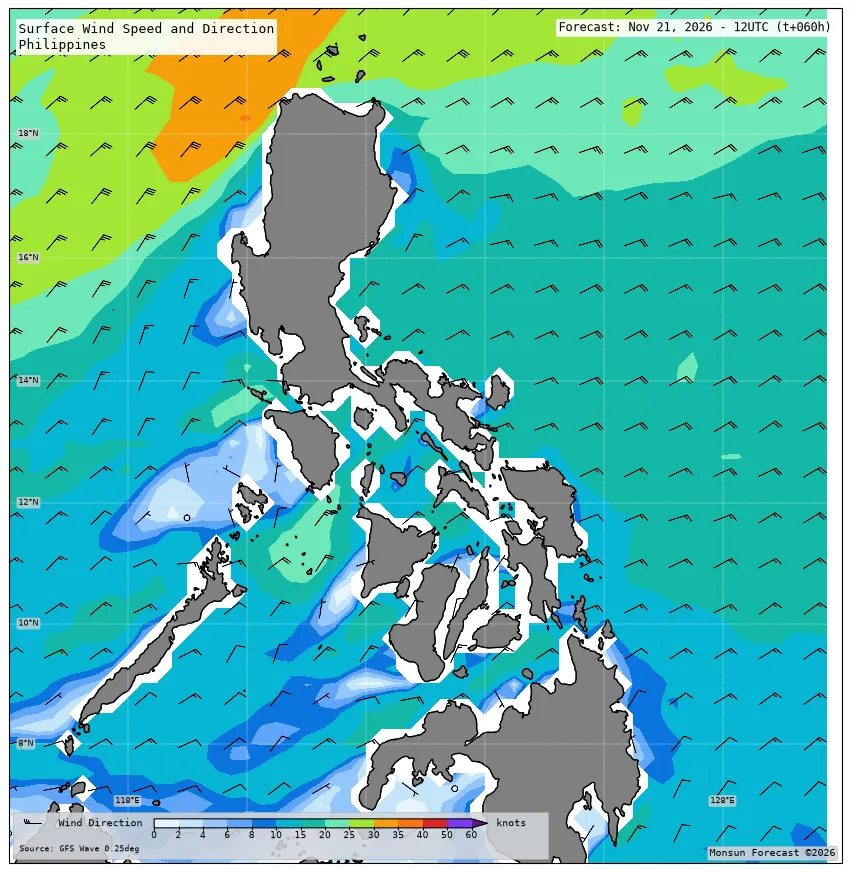 Surface Wind Speed and Direction
Philippines
Forecast: Nov 21, 2026 - 12UTC (t+060h)
18°N
16°N
14°N
12°N
10°N
8°N
118°E
128°E
Wind Direction
0 2 4 6 8 10 15 20 25 30 35 40 50 60
knots
Source: GFS Wave 0.25deg
Monsun Forecast ©2026